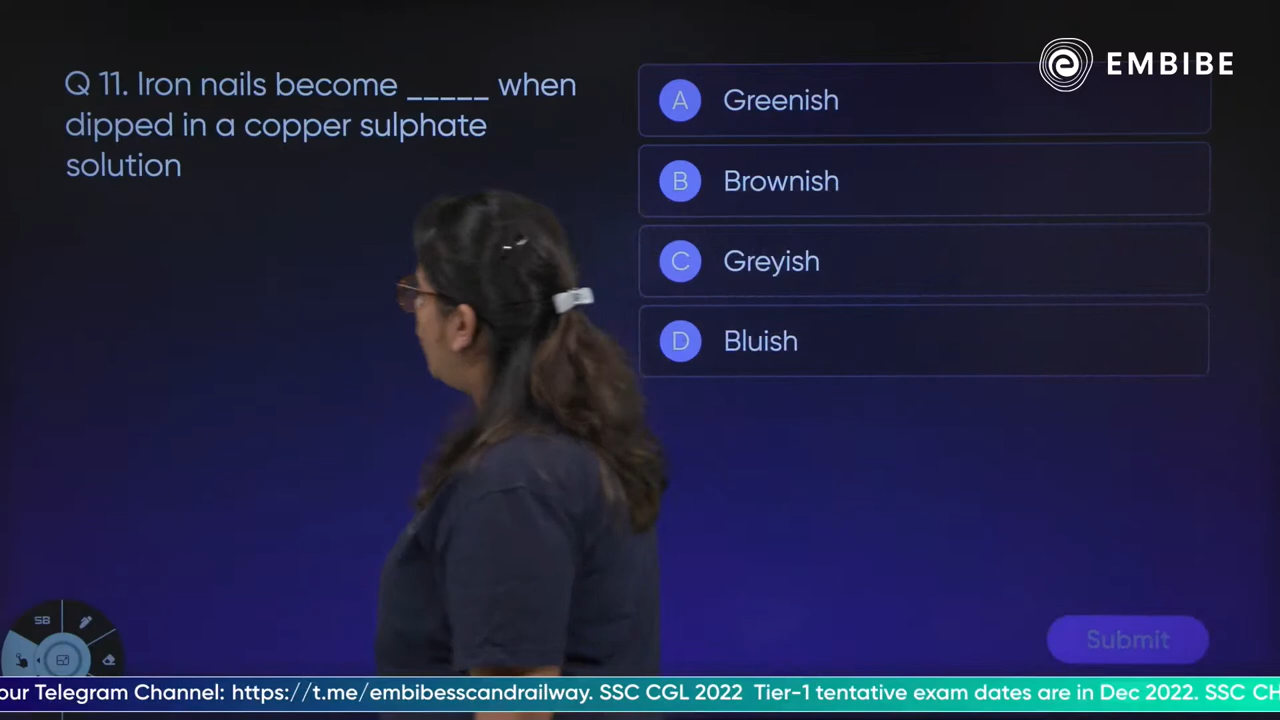 EMBIBE
Q 11. Iron nails become _____ when
dipped in a copper sulphate
solution
A Greenish
B Brownish
C Greyish
D Bluish
SB
Submit
our Telegram Channel: https://t.me/embibesscandrailway. SSC CGL 2022 Tier-1 tentative exam dates are in Dec 2022. SSC CH